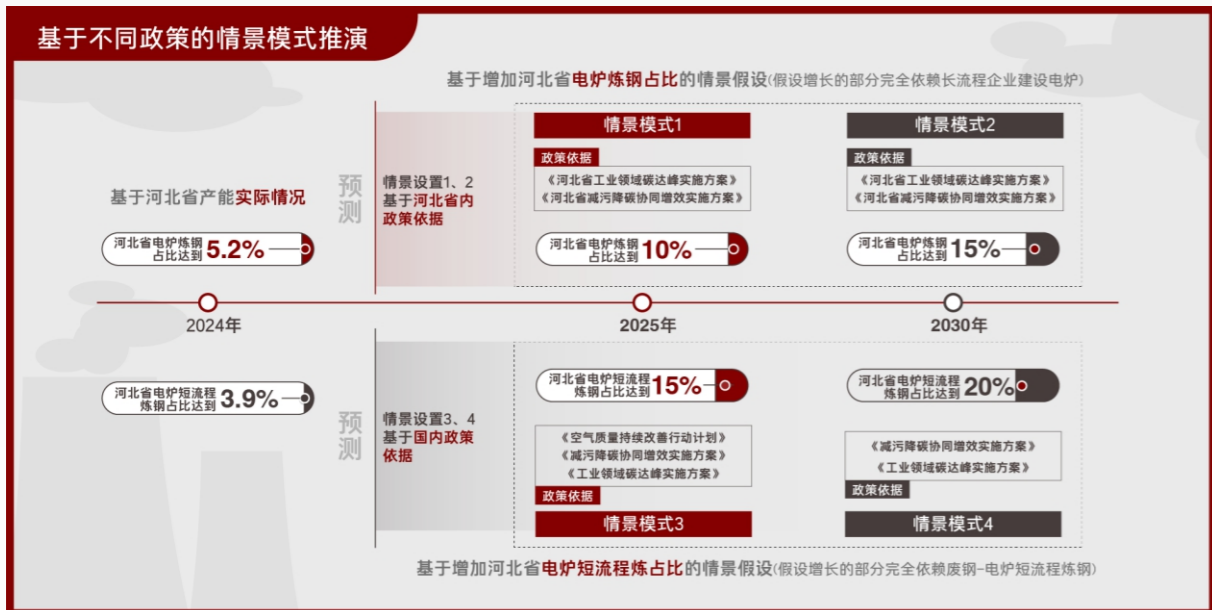 基于不同政策的情景模式推演
基于增加河北省电炉炼钢占比的情景假设(假设增长的部分完全依赖长流程企业建设电炉)
基于河北省产能实际情况
河北省电炉炼钢
占比达到5.2%
预
测
情景设置1、2
基于河北省内
政策依据
情景模式1
政策依据
《河北省工业领域碳达峰实施方案》
《河北省减污降碳协同增效实施方案》
河北省电炉炼钢
占比达到10%
情景模式2
政策依据
《河北省工业领域碳达峰实施方案》
《河北省减污降碳协同增效实施方案》
河北省电炉炼钢
占比达到15%
2024年
2025年
2030年
河北省电炉短流程
炼钢占比达到3.9%
预
测
情景设置3、4
基于国内政策
依据
河北省电炉短流程
炼钢占比达到15%
《空气质量持续改善行动计划》
《减污降碳协同增效实施方案》
《工业领域碳达峰实施方案》
政策依据
情景模式3
河北省电炉短流程
炼钢占比达到20%
《减污降碳协同增效实施方案》
《工业领域碳达峰实施方案》
政策依据
情景模式4
基于增加河北省电炉短流程炼占比的情景假设(假设增长的部分完全依赖废钢-电炉短流程炼钢)